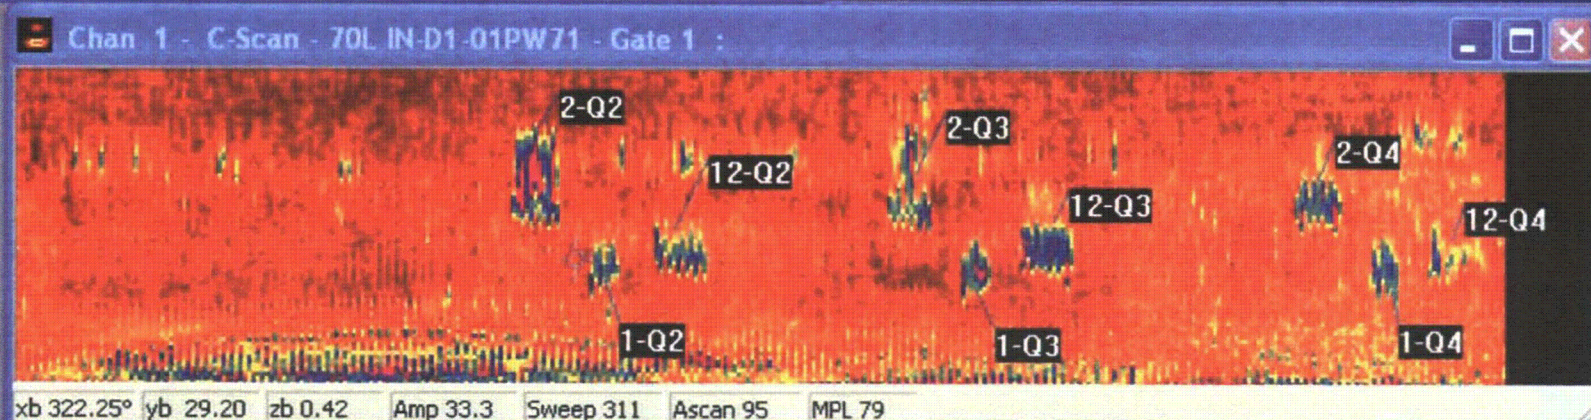 Chan 1 - C-Scan - 70L IN-D1-01PW71 - Gate 1 :
2-Q2
2-Q3
2-Q4
12-Q2
12-Q3
12-Q4
1-Q2
1-Q3
1-Q4
xb 322.25° yb 29.20 zb 0.42 Amp 33.3 Sweep 311 Ascan 95 MPL 79